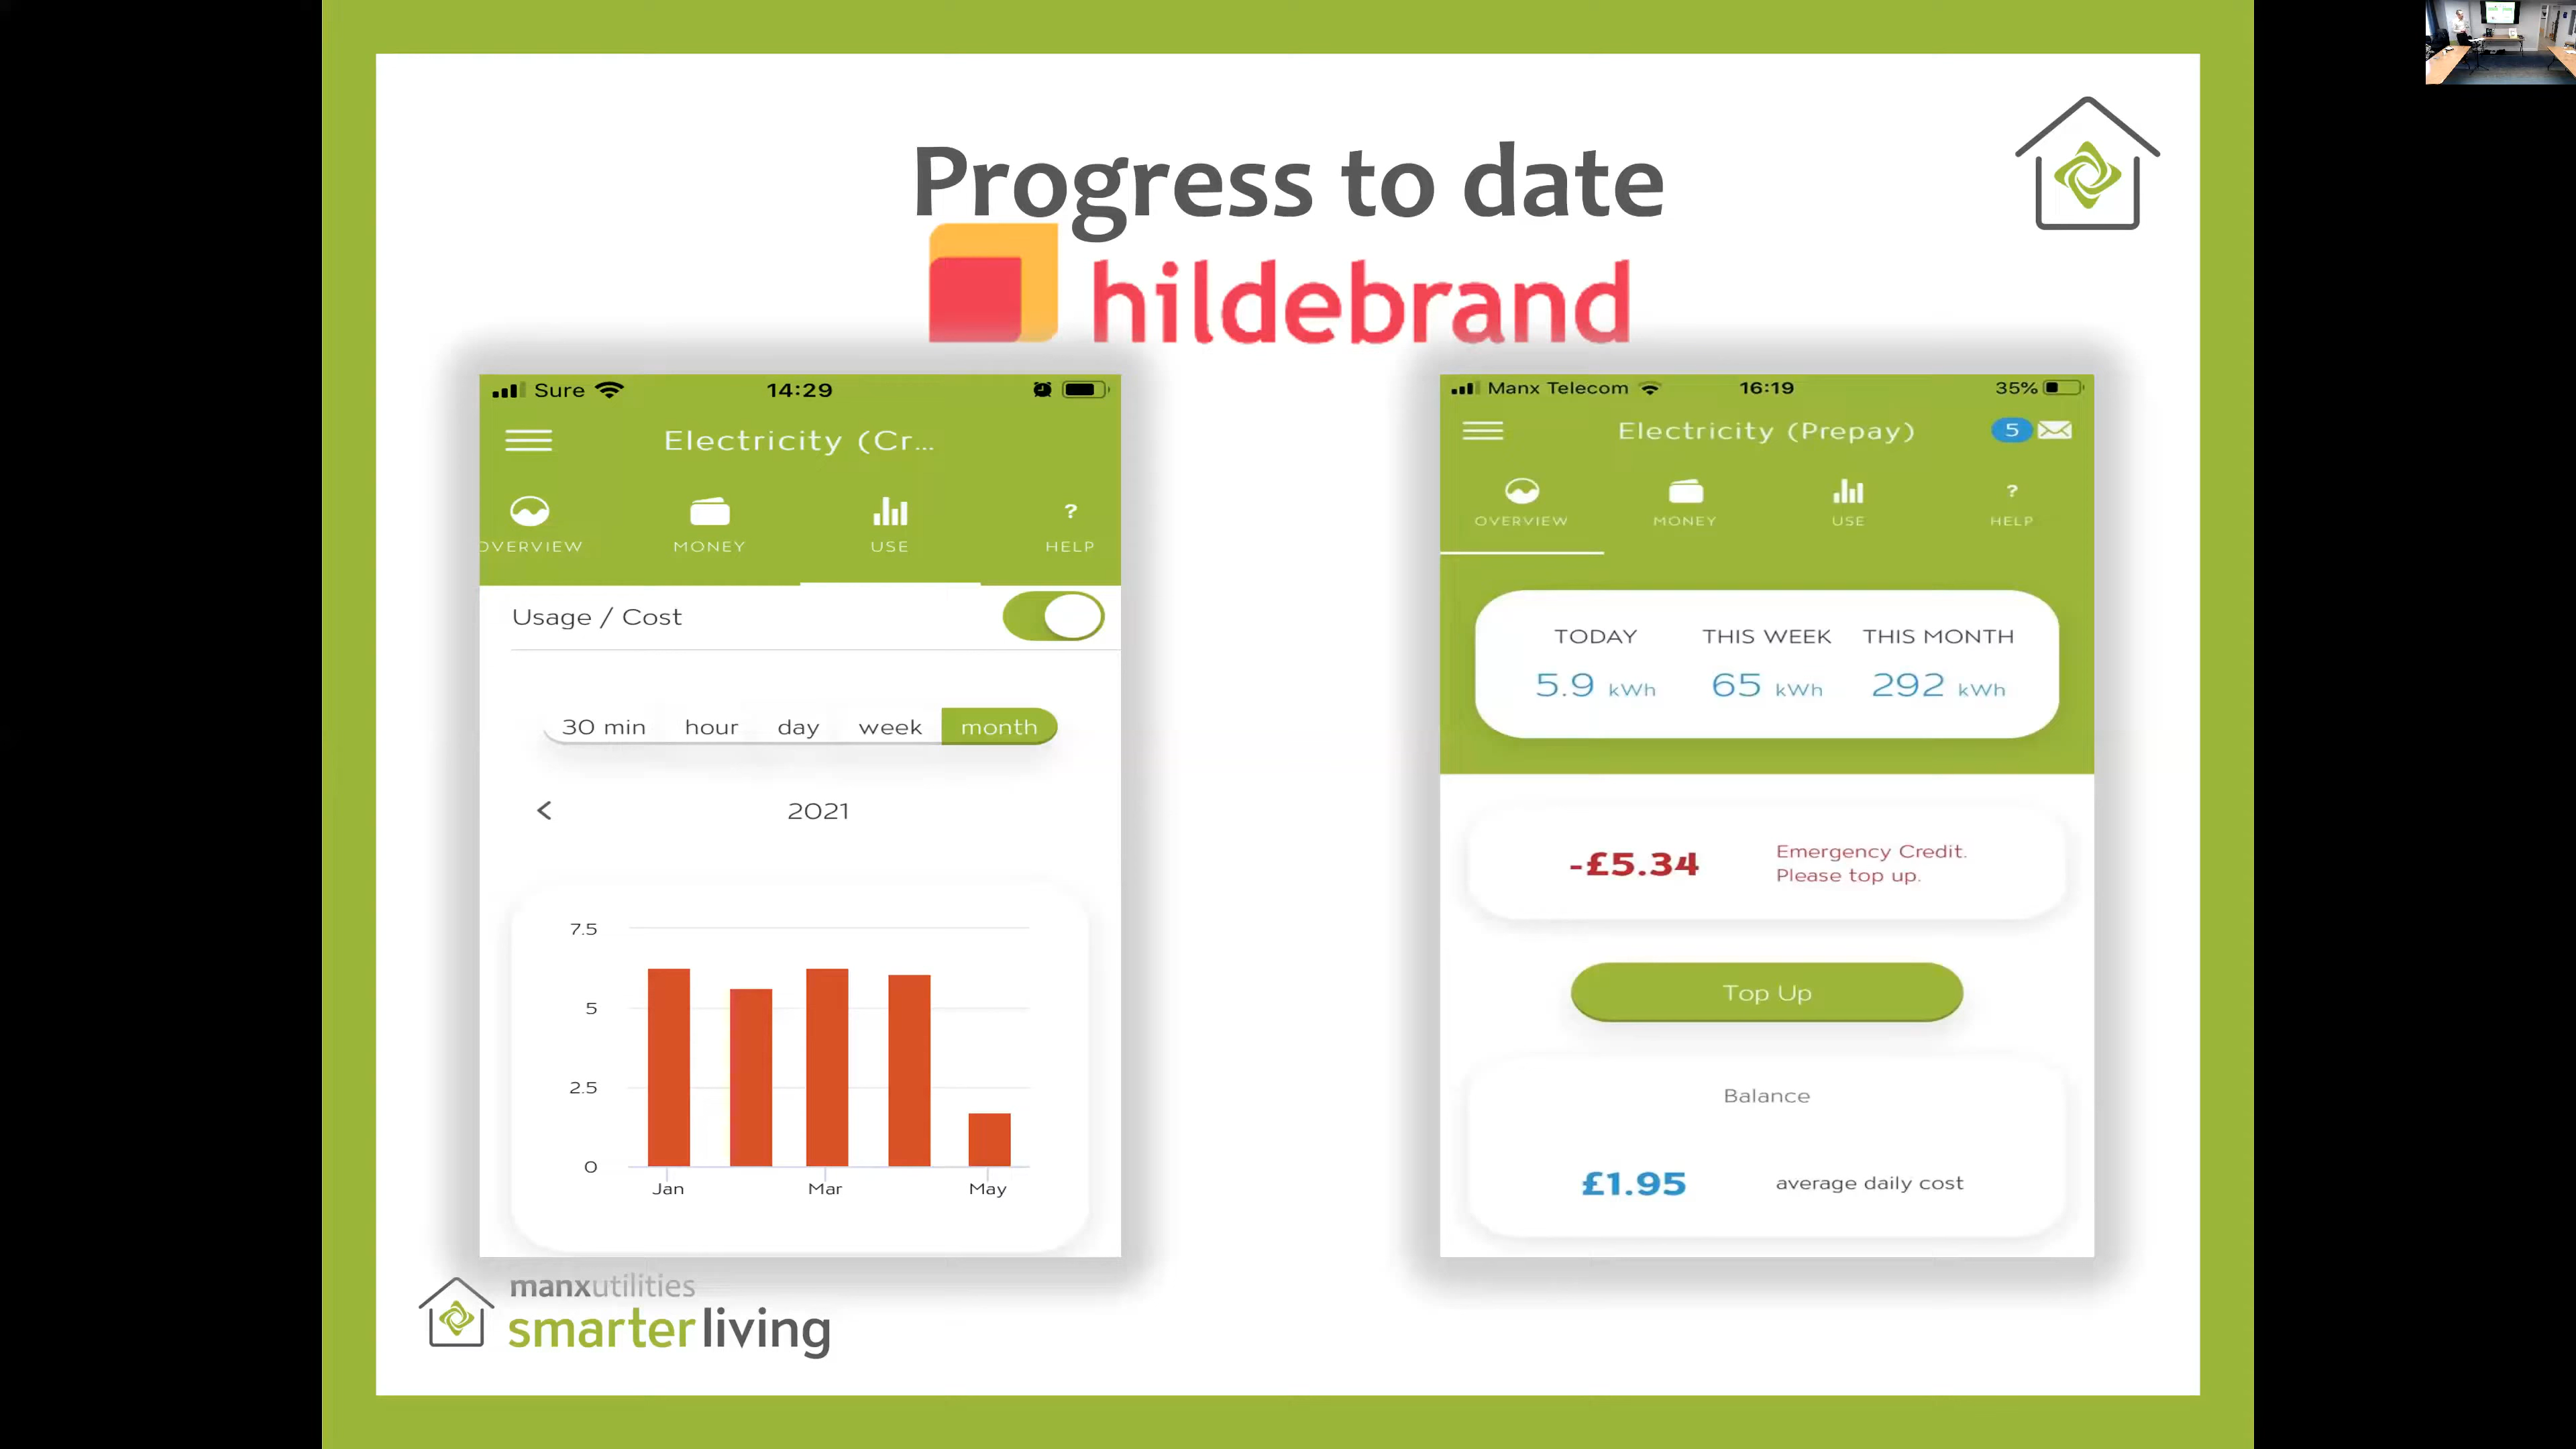 Progress to date
hildebrand
Sure 14:29
Electricity (Cr...
OVERVIEW MONEY USE ? HELP
Usage / Cost
30 min hour day week month
< 2021
7.5
5
2.5
0
Jan Mar May
Manx Telecom 16:19 35%
Electricity (Prepay) 5
OVERVIEW MONEY USE ? HELP
TODAY THIS WEEK THIS MONTH
5.9 kWh 65 kWh 292 kWh
-£5.34 Emergency Credit.
Please top up.
Top Up
Balance
£1.95 average daily cost
manxutilities
smarterliving